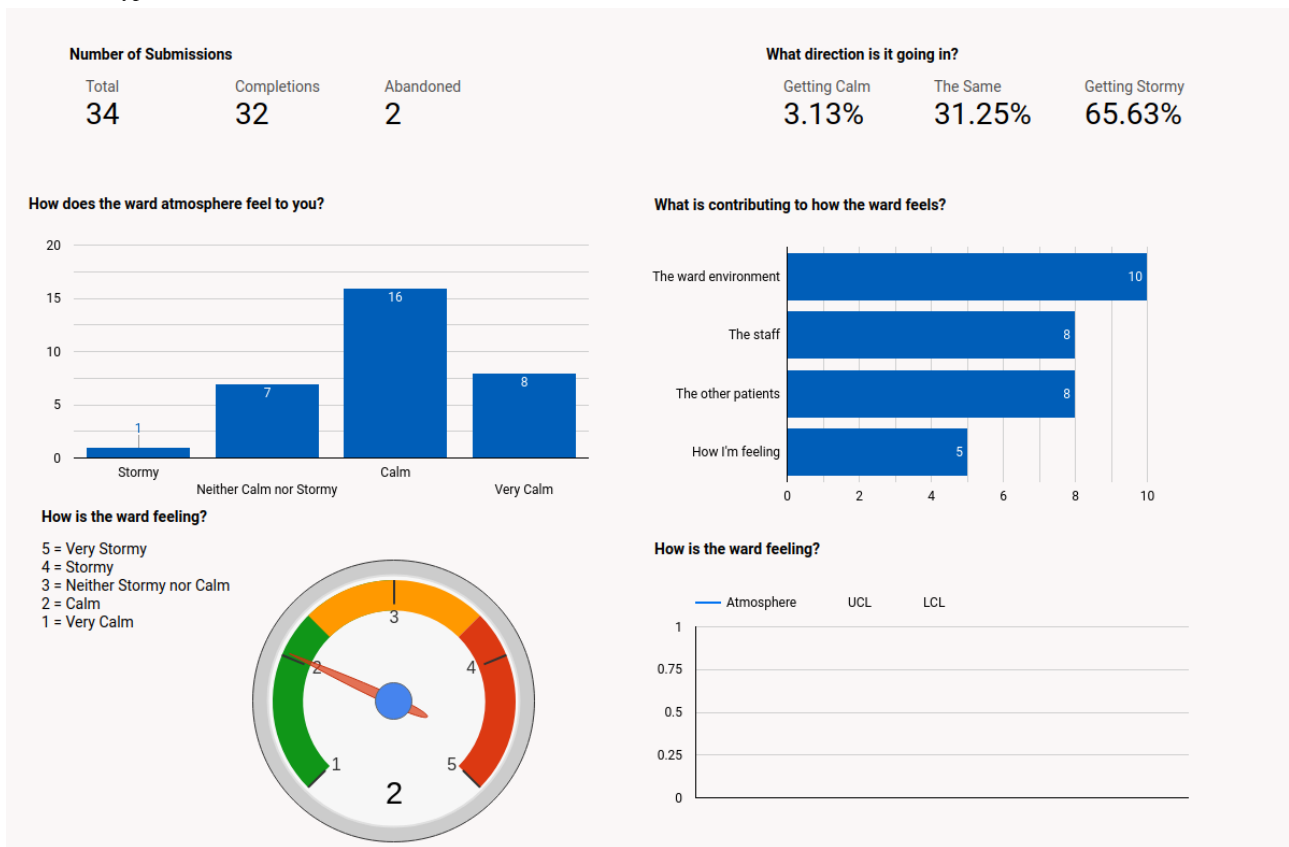 Number of Submissions
Total Completions Abandoned
34 32 2
What direction is it going in?
Getting Calm The Same Getting Stormy
3.13% 31.25% 65.63%
How does the ward atmosphere feel to you?
20
15
10
5
0
1
7
16
8
Stormy
Neither Calm nor Stormy
Calm
Very Calm
What is contributing to how the ward feels?
The ward environment 10
The staff 8
The other patients 8
How I'm feeling 5
0 2 4 6 8 10
How is the ward feeling?
5 = Very Stormy
4 = Stormy
3 = Neither Stormy nor Calm
2 = Calm
1 = Very Calm
1
2
3
4
5
2
How is the ward feeling?
Atmosphere UCL LCL
1
0.75
0.5
0.25
0